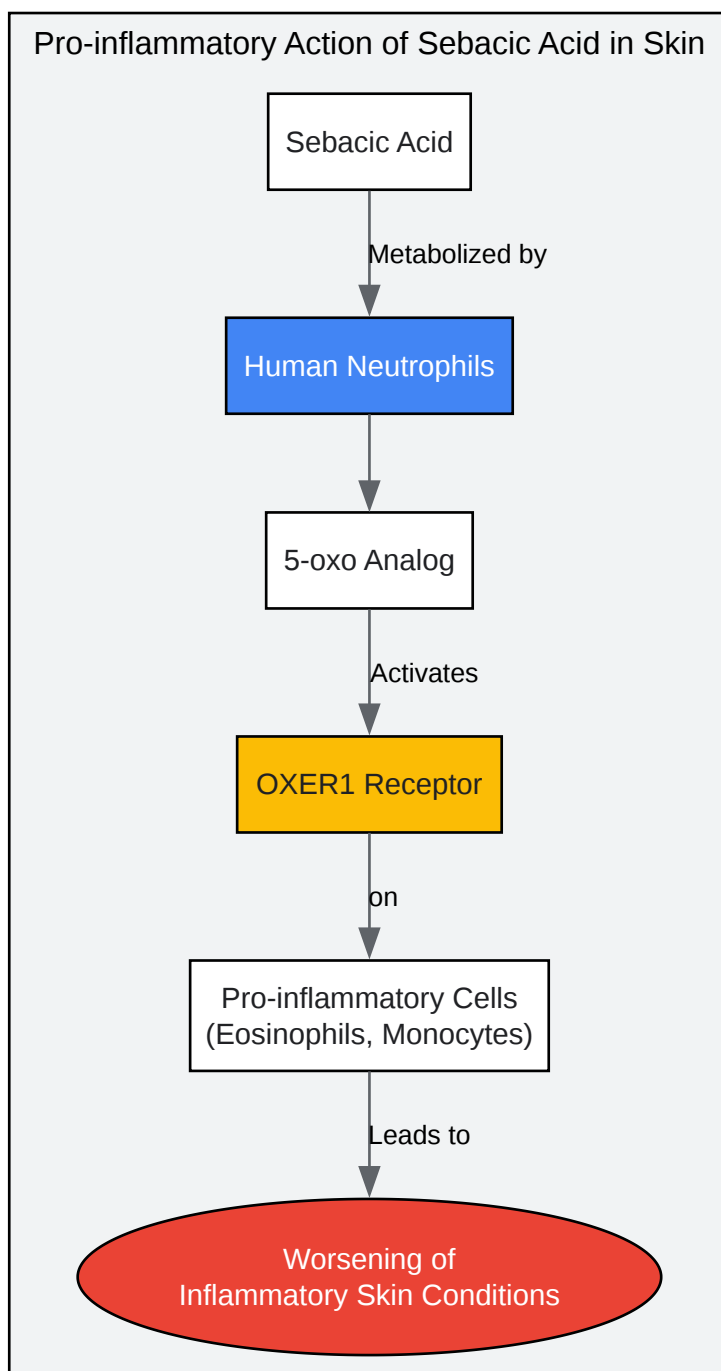 Pro-inflammatory Action of Sebacic Acid in Skin
Sebacic Acid
Metabolized by
Human Neutrophils
5-oxo Analog
Activates
OXER1 Receptor
on
Pro-inflammatory Cells
(Eosinophils, Monocytes)
Leads to
Worsening of
Inflammatory Skin Conditions